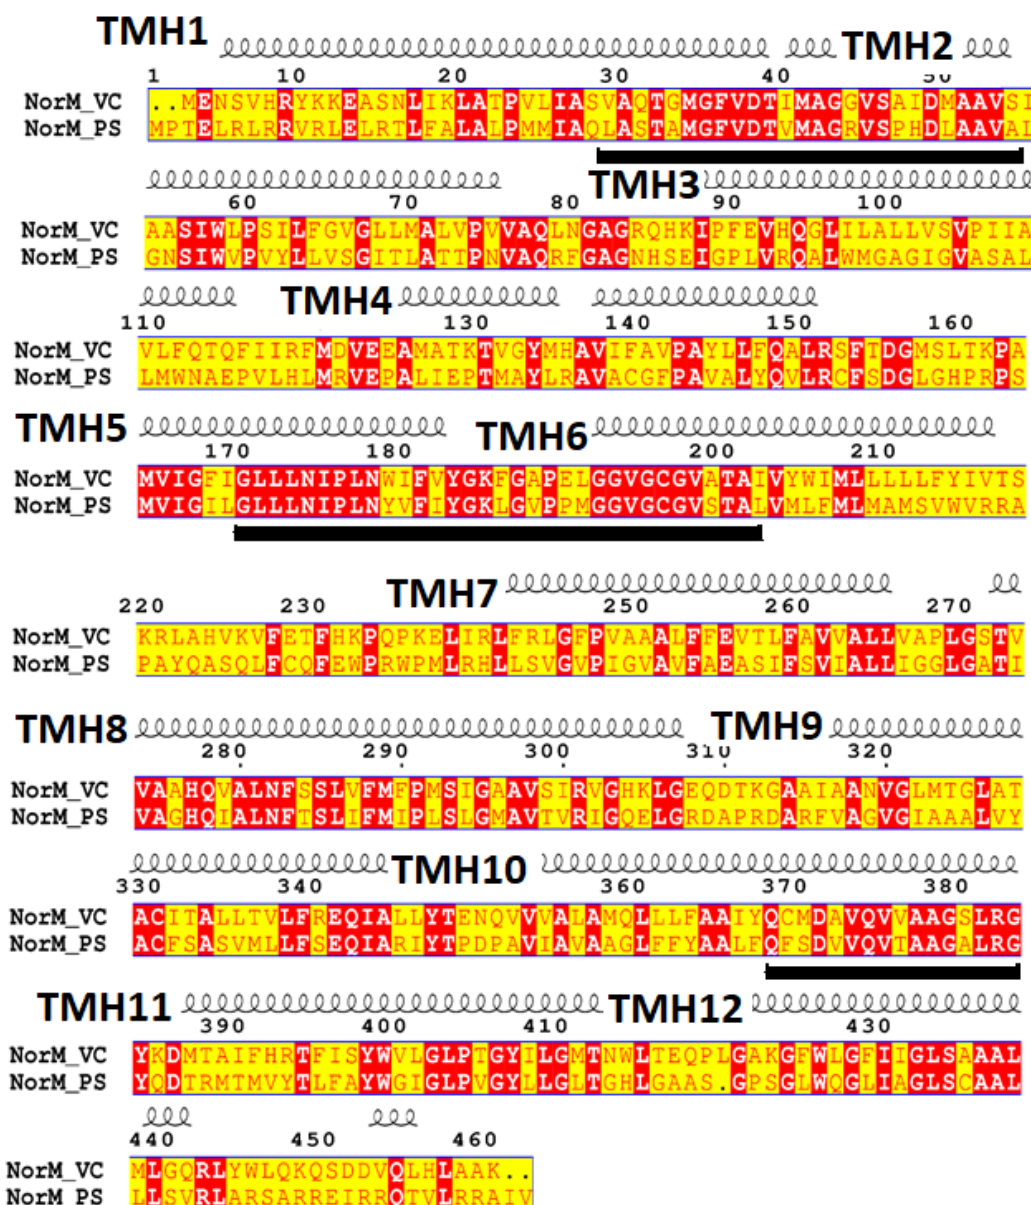 TMH1 TMH2
1 10 20 30 40 50
NorM_VC ..MENSVHRYKKEASNLIKLATPVLIASVAQTGMGFVDTIMAGGVSAIDMAAVSI
NorM_PS MPTELRLRRVRLELRTLFALALPMMIAQLASTAMGFVDTVMAGRVSPHDLAAVAL
TMH3
60 70 80 90 100
NorM_VC AASIWLPSILFGVGLLMALVPVVAQLNGAGRQHKIPFEVHQGLILALLVSVPIIA
NorM_PS GNSIWVPVYLLVSGITLATTPNVAQRFGAGNHSEIGPLVRQALWMGAGIGVASAL
TMH4
110 130 140 150 160
NorM_VC VLFQTQFIIRFMDVEEAMATKTVGYMHAVIFAVPAYLLFQALRSFTDGMSLTKPA
NorM_PS LMWNAEPVLHLMRVEPALIEPTMAYLRAVACGFPAVALYQVLRCFSDGLGHPRPS
TMH5 TMH6
170 180 200 210
NorM_VC MVIGFIGLLLNIPLNWIFVYGKFGAPELGGVGCGVATAIVYWIMLLLLLFYIVTS
NorM_PS MVIGILGLLLNIPLNYVFIYGKLGVPPMGGVGCGVSTALVMLFMLMAMSVWVRRA
TMH7
220 230 250 260 270
NorM_VC KRLAHVKVFETFHKPQPKELIRLFRLGFPVAAALFFEVTLFAVVALLVAPLGSTV
NorM_PS PAYQASQLFCQFEWPRWPMLRHLLSVGVPIGVAVFAEASIFSVIALLIGGLGATI
TMH8 TMH9
280 290 300 310 320
NorM_VC VAAHQVALNFSSLVFMFPMSIGAAVSIRVGHKLGEQDTKGAAIAANVGLMTGLAT
NorM_PS VAGHQIALNFTSLIFMIPLSLGMAVTVRIGQELGRDAPRDARFVAGVGIAAALVY
TMH10
330 340 360 370 380
NorM_VC ACITALLTVLFREQIALLYTENQVVVALAMQLLLFAAIYQCMDAVQVVAAGSLRG
NorM_PS ACFSASVMLLFSEQIARIYTPDPAVIAVAAGLFFYAALFQFSDVVQVTAAGALRG
TMH11 TMH12
390 400 410 430
NorM_VC YKDMTAIFHRTFISYWVLGLPTGYILGMTNWLTEQPLGAKGFWLGFIIGLSAAAL
NorM_PS YQDTRMTMVYTLFAYWGIGLPVGYLLGLTGHLGAAS.GPSGLWQGLIAGLSCAAL
440 450 460
NorM_VC MLGQRLYWLQKQSDDVQLHLAAK..
NorM_PS LLSVRLARSARREIRRQTVLRRAIV